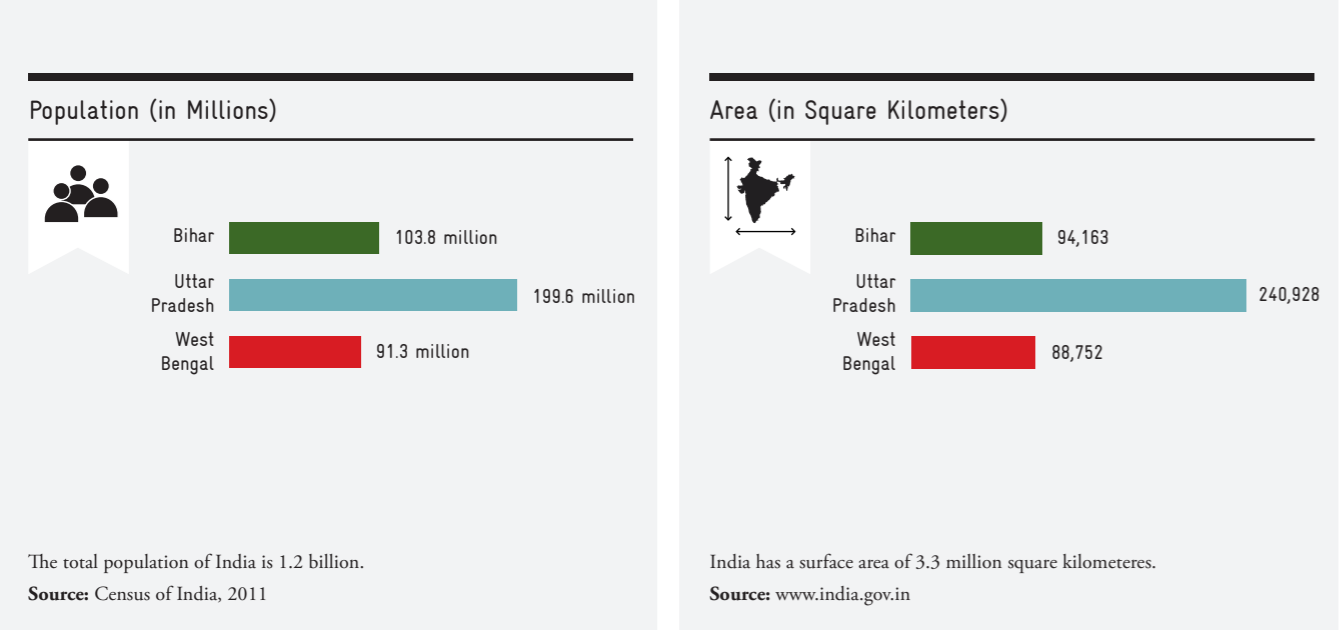 Population (in Millions)
Bihar
103.8 million
Uttar
Pradesh
199.6 million
West
Bengal
91.3 million
The total population of India is 1.2 billion.
Source: Census of India, 2011
Area (in Square Kilometers)
Bihar
94,163
Uttar
Pradesh
240,928
West
Bengal
88,752
India has a surface area of 3.3 million square kilometeres.
Source: www.india.gov.in